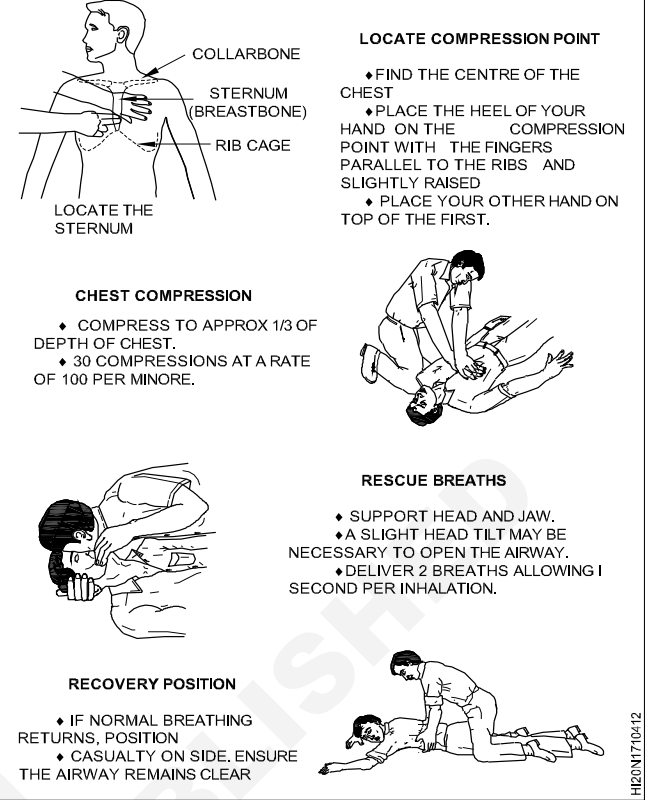 COLLARBONE
STERNUM
(BREASTBONE)
RIB CAGE
LOCATE THE
STERNUM
LOCATE COMPRESSION POINT
♦FIND THE CENTRE OF THE
CHEST
♦PLACE THE HEEL OF YOUR
HAND ON THE COMPRESSION
POINT WITH THE FINGERS
PARALLEL TO THE RIBS AND
SLIGHTLY RAISED
♦ PLACE YOUR OTHER HAND ON
TOP OF THE FIRST.
CHEST COMPRESSION
♦ COMPRESS TO APPROX 1/3 OF
DEPTH OF CHEST.
♦ 30 COMPRESSIONS AT A RATE
OF 100 PER MINORE.
RESCUE BREATHS
♦ SUPPORT HEAD AND JAW.
♦A SLIGHT HEAD TILT MAY BE
NECESSARY TO OPEN THE AIRWAY.
♦DELIVER 2 BREATHS ALLOWING I
SECOND PER INHALATION.
RECOVERY POSITION
♦ IF NORMAL BREATHING
RETURNS, POSITION
♦ CASUALTY ON SIDE. ENSURE
THE AIRWAY REMAINS CLEAR
HI20N1710412